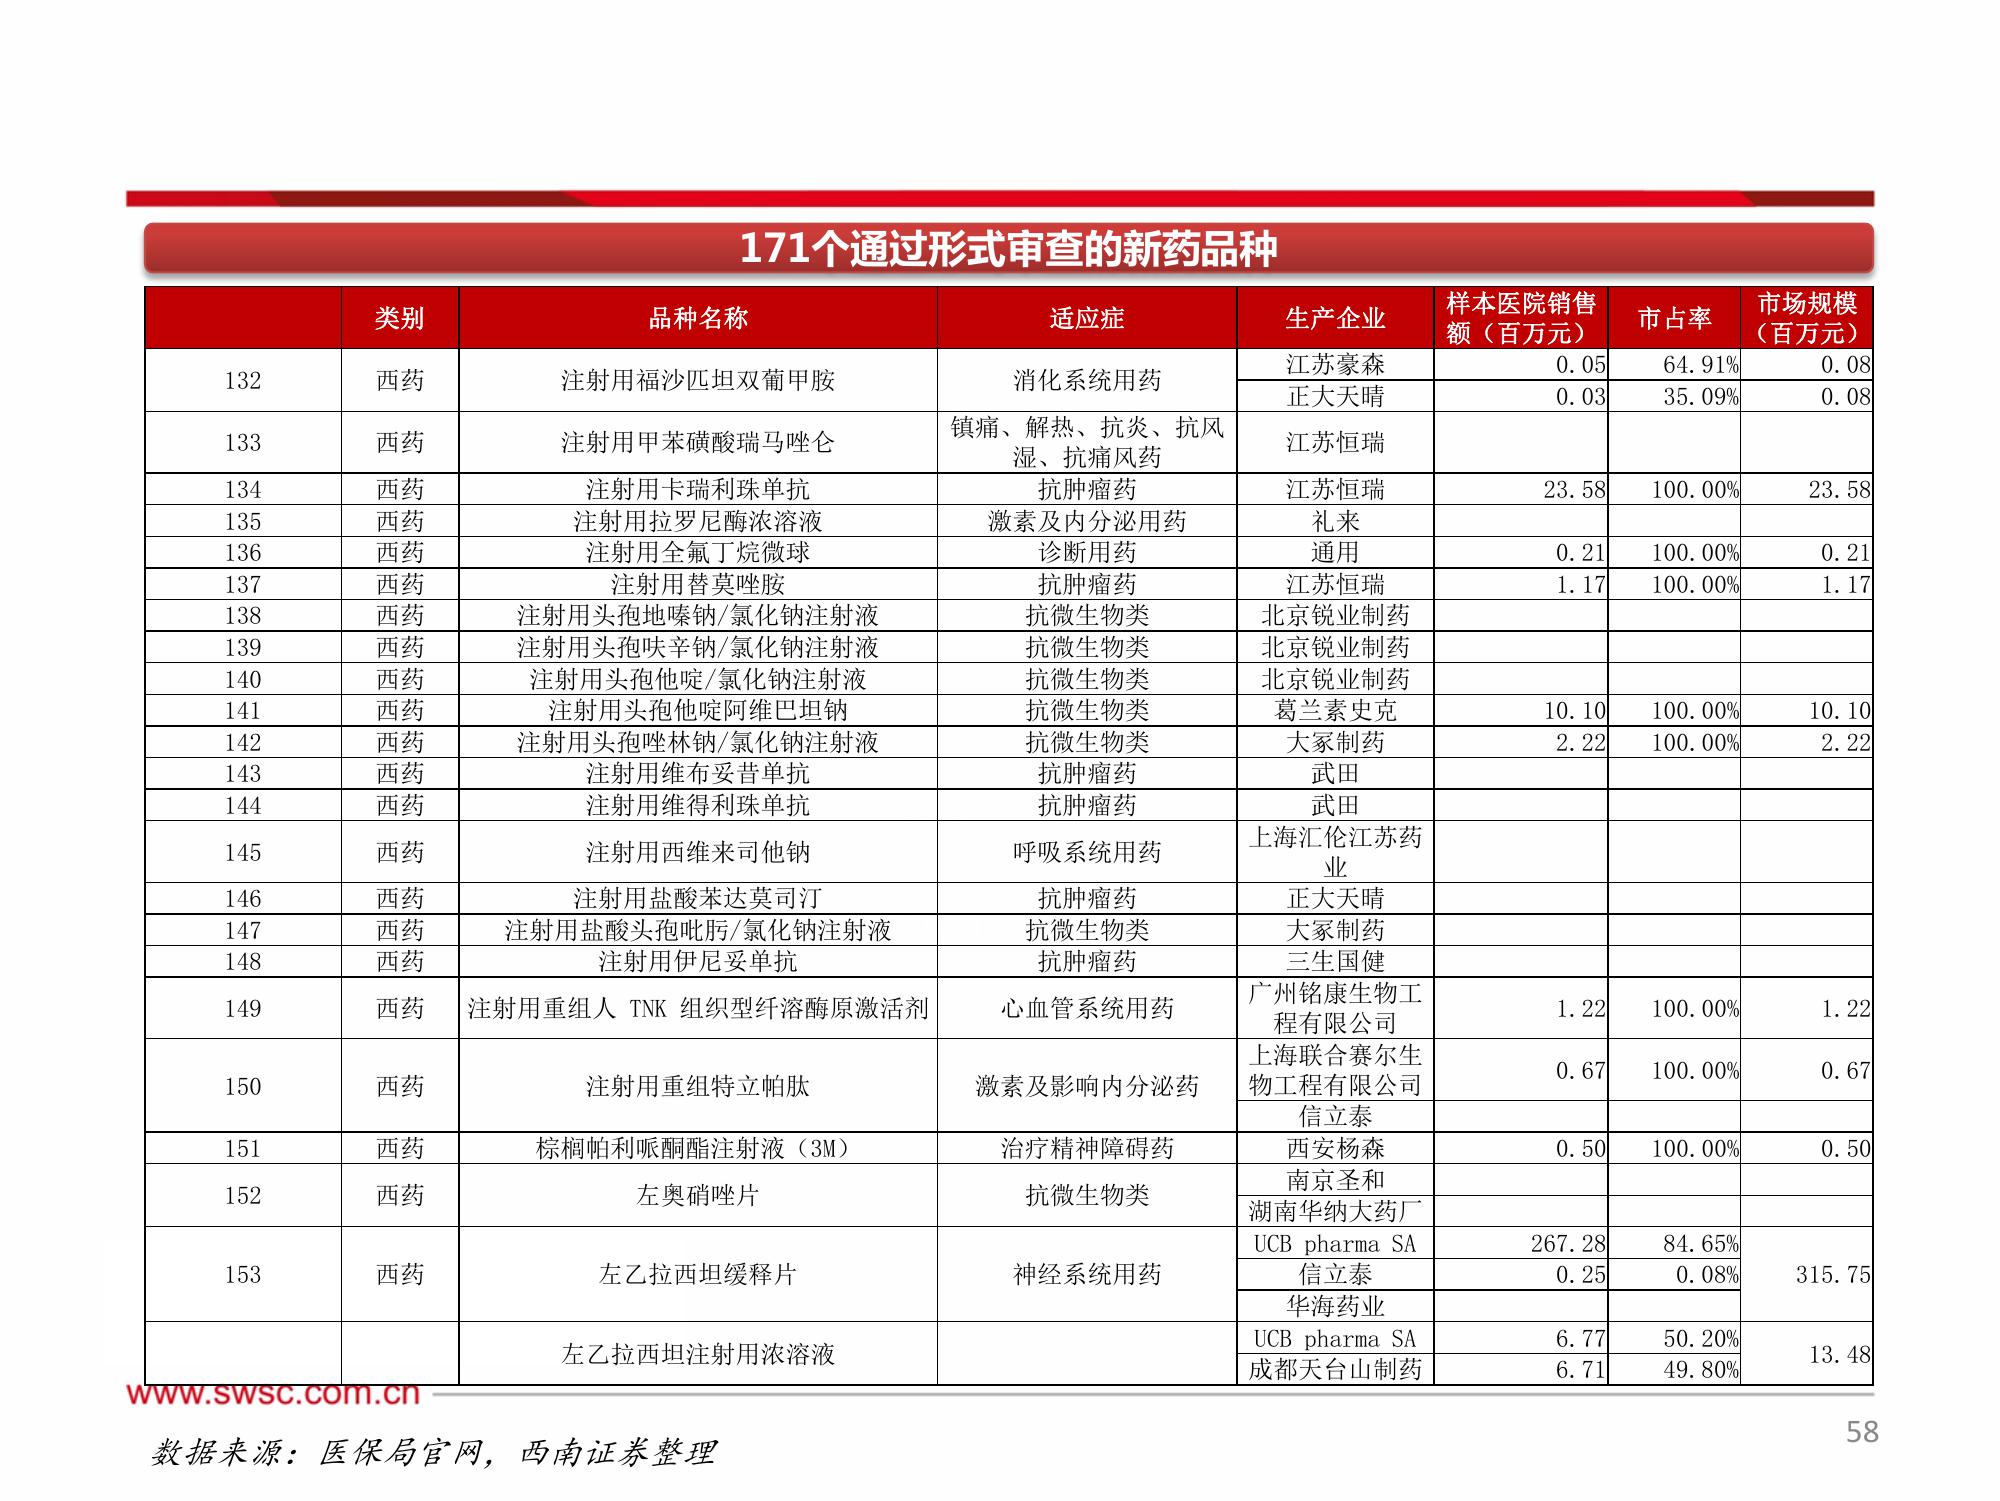 171个通过形式审查的新药品种
类别 品种名称 适应症 生产企业 样本医院销售额（百万元） 市占率 市场规模（百万元）
132 西药 注射用福沙匹坦双葡甲胺 消化系统用药 江苏豪森 0.05 64.91% 0.08
正大天晴 0.03 35.09% 0.08
133 西药 注射用甲苯磺酸瑞马唑仑 镇痛、解热、抗炎、抗风湿、抗痛风药 江苏恒瑞
134 西药 注射用卡瑞利珠单抗 抗肿瘤药 江苏恒瑞 23.58 100.00% 23.58
135 西药 注射用拉罗尼酶浓溶液 激素及内分泌用药 礼来
136 西药 注射用全氟丁烷微球 诊断用药 通用 0.21 100.00% 0.21
137 西药 注射用替莫唑胺 抗肿瘤药 江苏恒瑞 1.17 100.00% 1.17
138 西药 注射用头孢地嗪钠/氯化钠注射液 抗微生物类 北京锐业制药
139 西药 注射用头孢呋辛钠/氯化钠注射液 抗微生物类 北京锐业制药
140 西药 注射用头孢他啶/氯化钠注射液 抗微生物类 北京锐业制药
141 西药 注射用头孢他啶阿维巴坦钠 抗微生物类 葛兰素史克 10.10 100.00% 10.10
142 西药 注射用头孢唑林钠/氯化钠注射液 抗微生物类 大冢制药 2.22 100.00% 2.22
143 西药 注射用维布妥昔单抗 抗肿瘤药 武田
144 西药 注射用维得利珠单抗 抗肿瘤药 武田
145 西药 注射用西维来司他钠 呼吸系统用药 上海汇伦江苏药业
146 西药 注射用盐酸苯达莫司汀 抗肿瘤药 正大天晴
147 西药 注射用盐酸头孢吡肟/氯化钠注射液 抗微生物类 大冢制药
148 西药 注射用伊尼妥单抗 抗肿瘤药 三生国健
149 西药 注射用重组人 TNK 组织型纤溶酶原激活剂 心血管系统用药 广州铭康生物工程有限公司 1.22 100.00% 1.22
150 西药 注射用重组特立帕肽 激素及影响内分泌药 上海联合赛尔生物工程有限公司 0.67 100.00% 0.67
信立泰
151 西药 棕榈帕利哌酮酯注射液（3M） 治疗精神障碍药 西安杨森 0.50 100.00% 0.50
152 西药 左奥硝唑片 抗微生物类 南京圣和
湖南华纳大药厂
153 西药 左乙拉西坦缓释片 神经系统用药 UCB pharma SA 267.28 84.65% 315.75
信立泰 0.25 0.08%
华海药业
左乙拉西坦注射用浓溶液 UCB pharma SA 6.77 50.20% 13.48
成都天台山制药 6.71 49.80%
www.swsc.com.cn
数据来源：医保局官网，西南证券整理
58